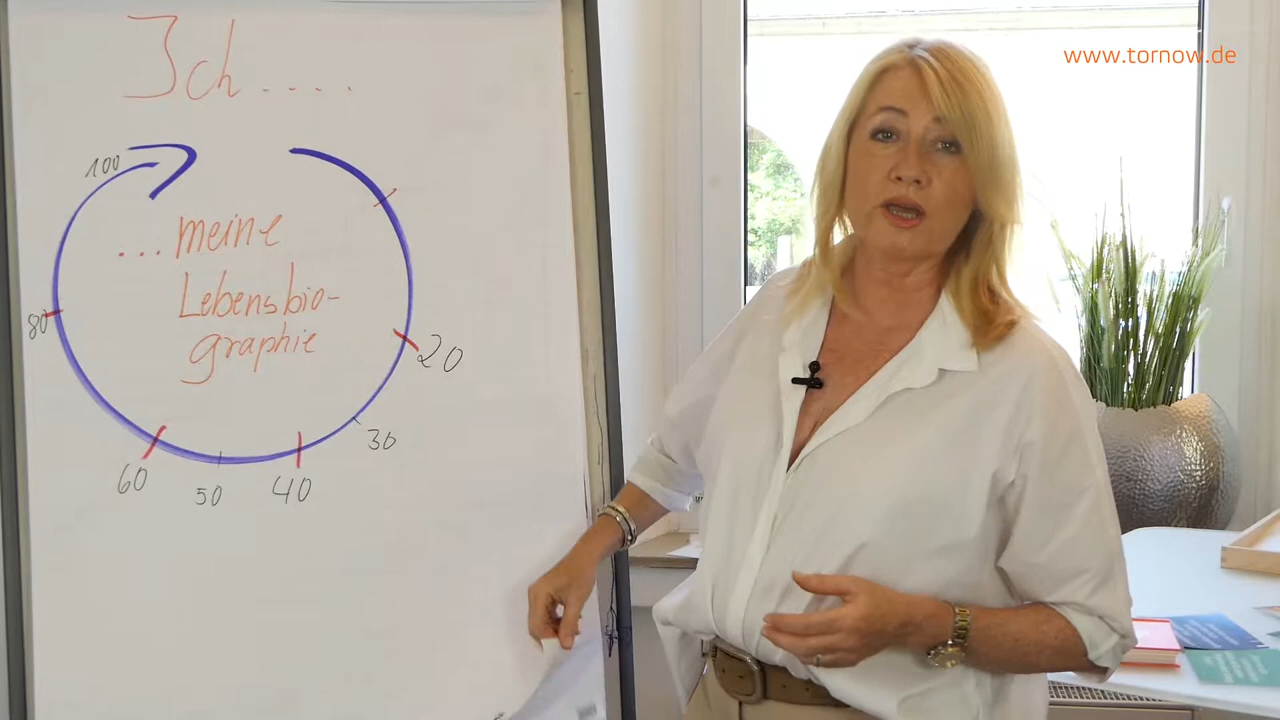 www.tornow.de
Ich....
100
...meine
Lebensbio-
graphie
80
20
30
60
50
40